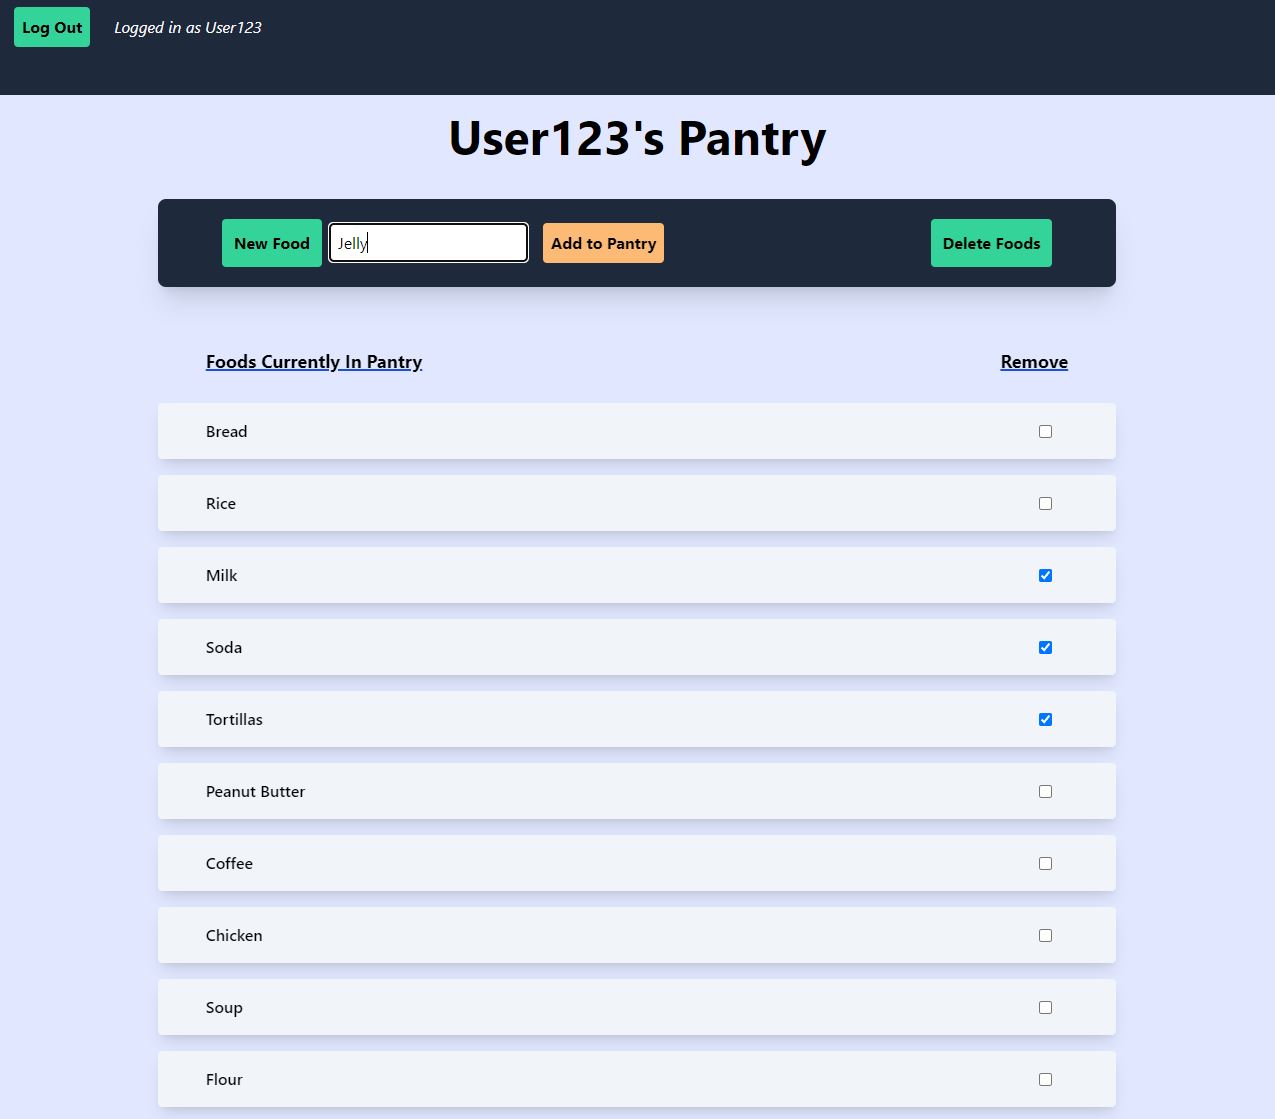 Log Out Logged in as User123
User123's Pantry
New Food Jelly Add to Pantry Delete Foods
Foods Currently In Pantry Remove
Bread
Rice
Milk
Soda
Tortillas
Peanut Butter
Coffee
Chicken
Soup
Flour